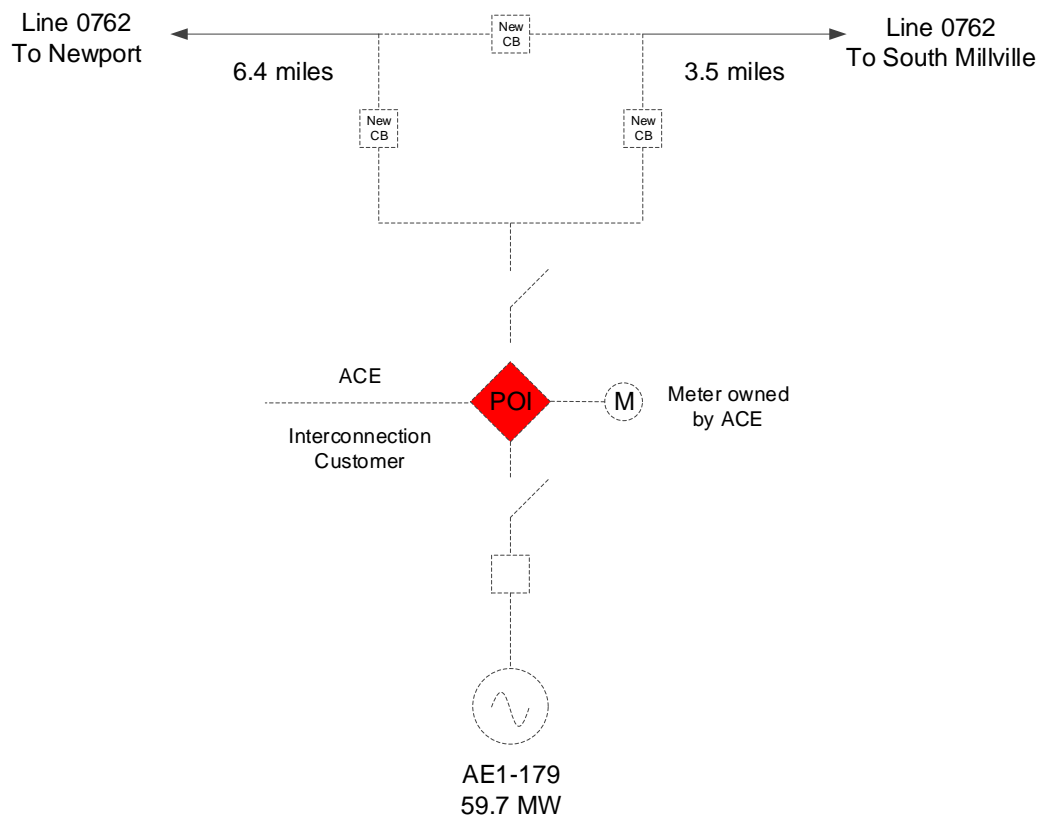 Line 0762
To Newport
New
CB
Line 0762
To South Millville
6.4 miles
3.5 miles
New
CB
New
CB
ACE
POI
M
Meter owned
by ACE
Interconnection
Customer
AE1-179
59.7 MW